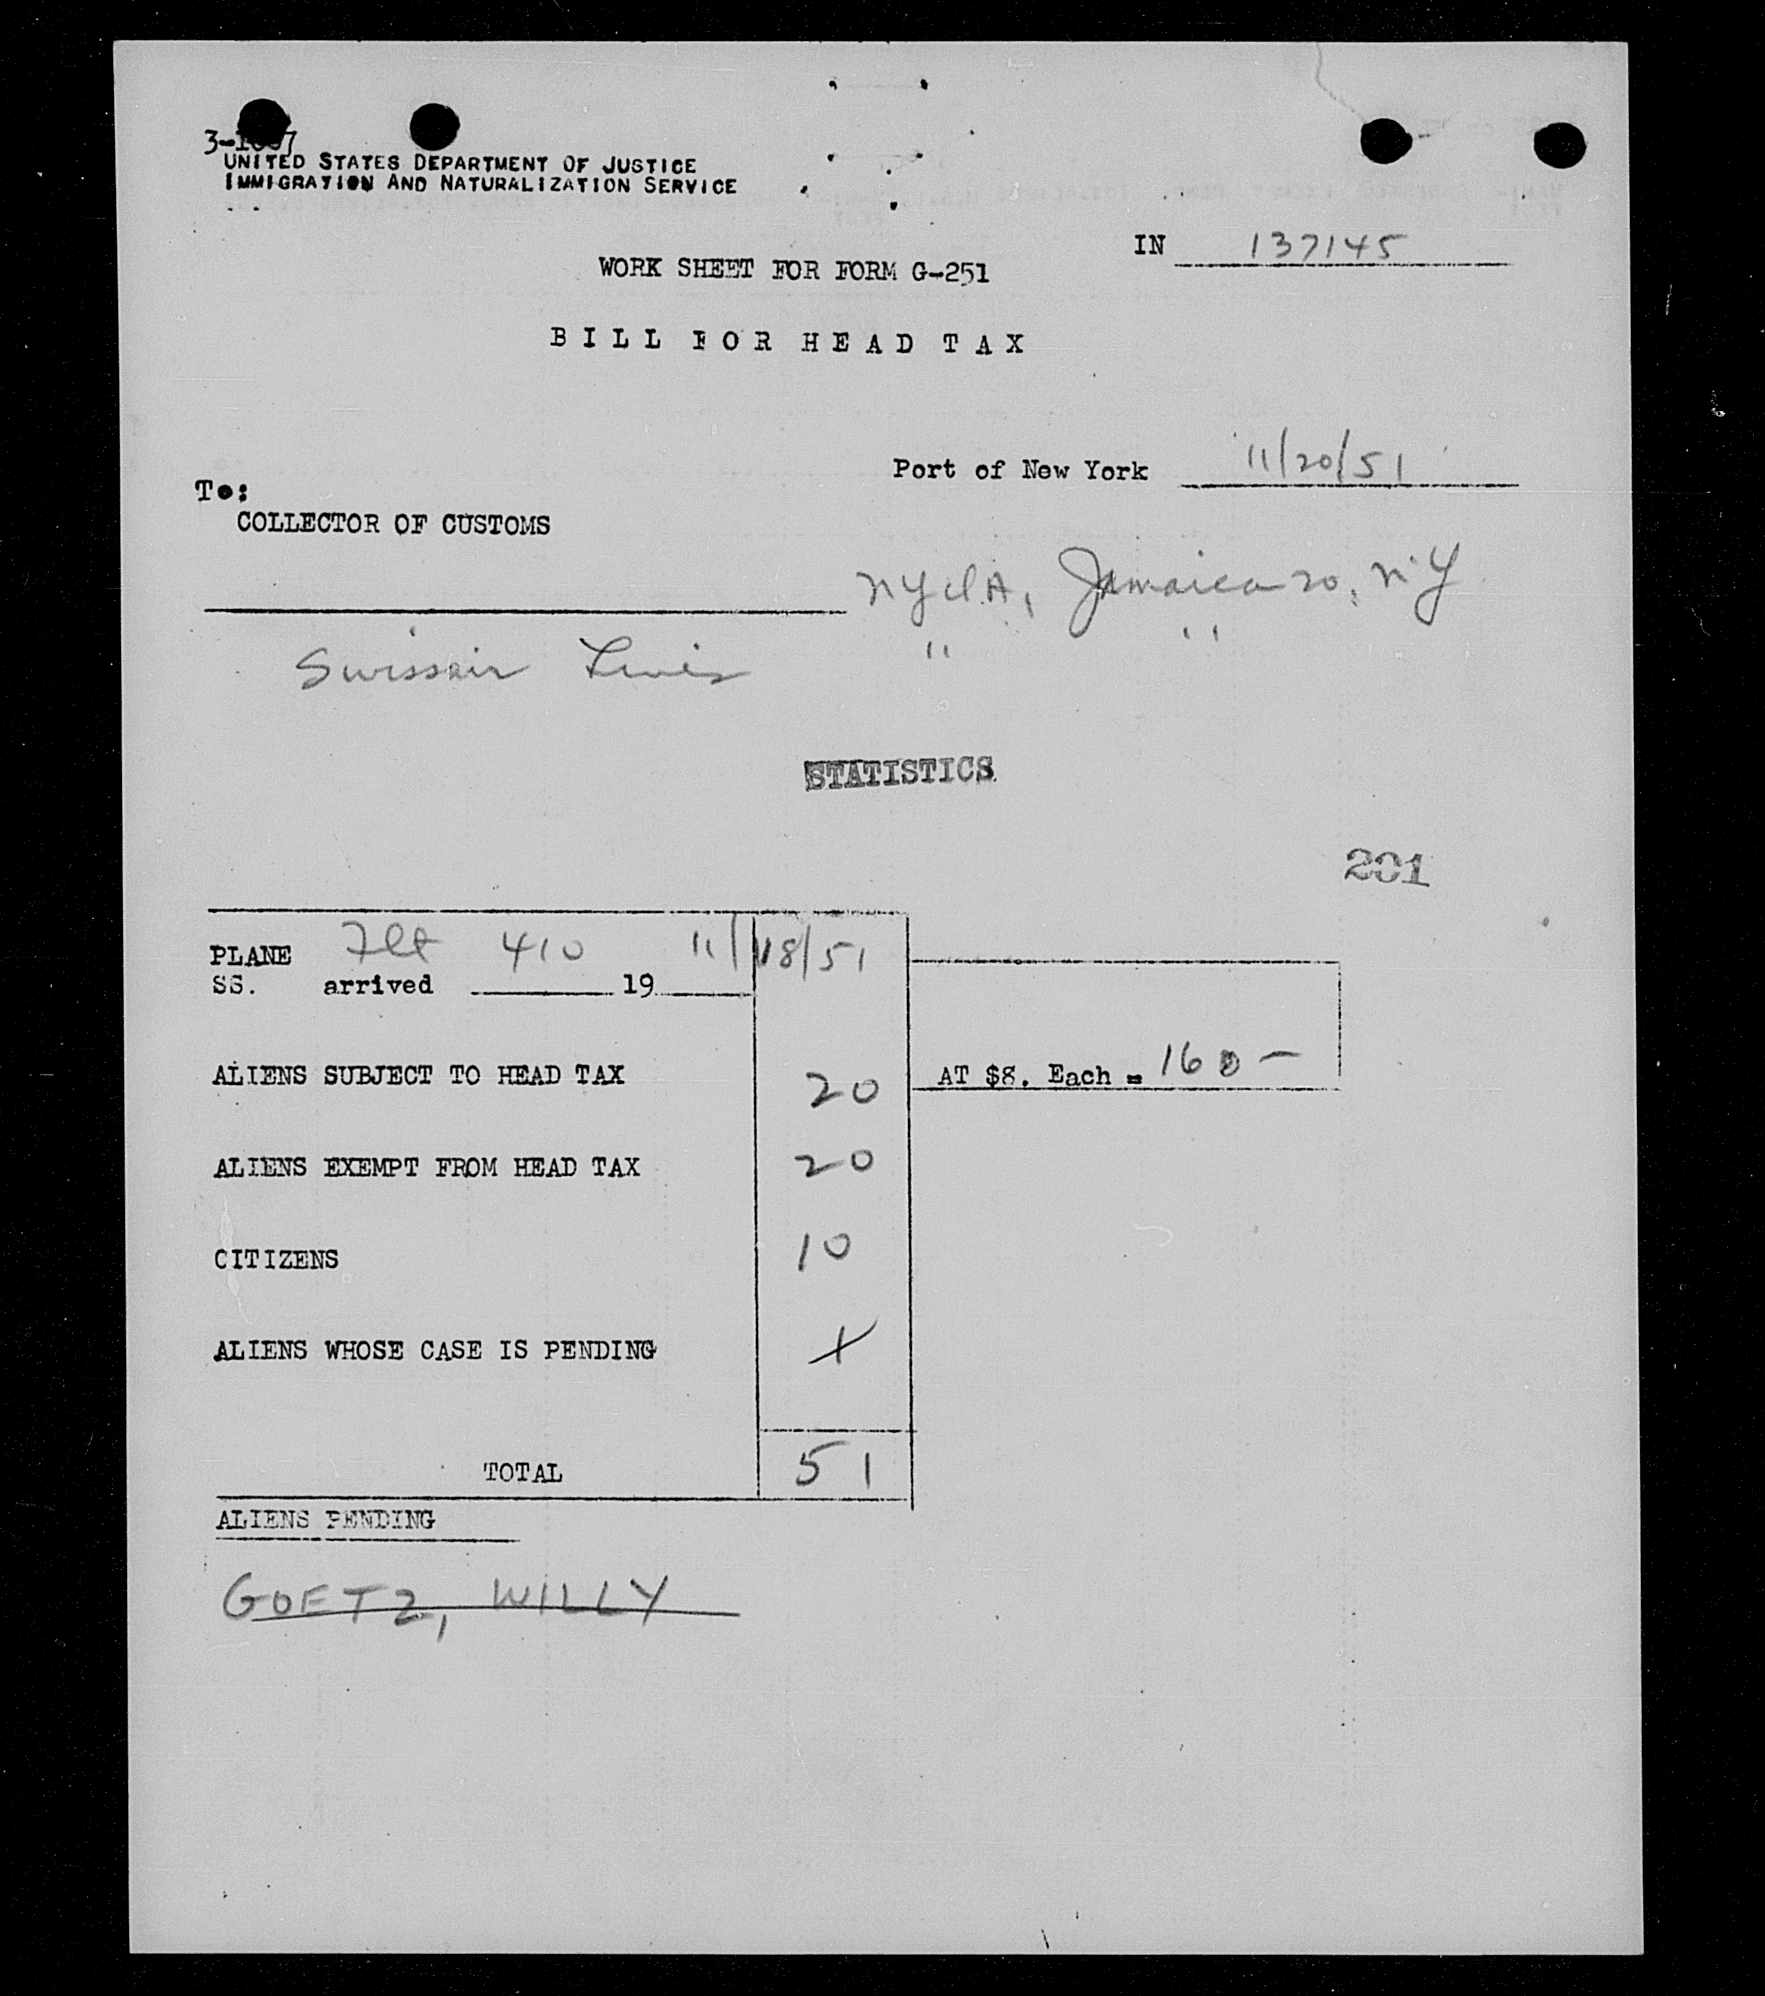 UNITED STATES DEPARTMENT OF JUSTICE
IMMIGRATION AND NATURALIZATION SERVICE
IN 137145
WORK SHEET FOR FORM G-251
BILL FOR HEAD TAX
Port of New York 11/20/51
To:
COLLECTOR OF CUSTOMS
NYIA, Jamaica 20, NY
Swissair Lines " "
STATISTICS
201
PLANE Flt 410 11/18/51
SS. arrived 19
ALIENS SUBJECT TO HEAD TAX 20 AT $8. Each = 160 -
ALIENS EXEMPT FROM HEAD TAX 20
CITIZENS 10
ALIENS WHOSE CASE IS PENDING
TOTAL 51
ALIENS PENDING
GOETZ, WILLY